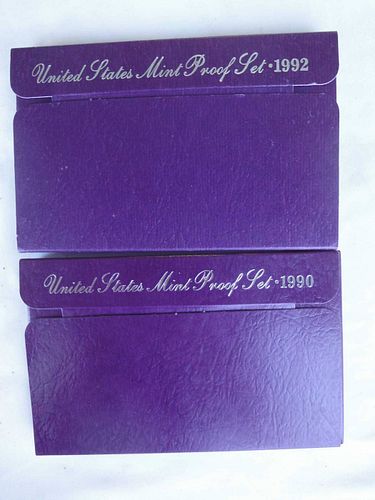 United States Mint Proof Set·1992
United States Mint Proof Set·1990